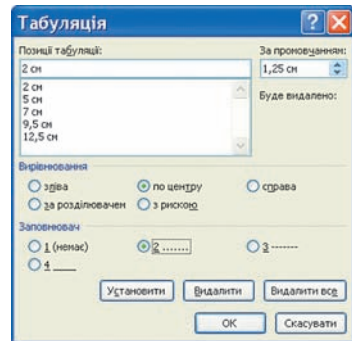 Табуляція
Позиції табуляції:
За промовчанням:
2 см
1,25 см
2 см
5 см
7 см
9,5 см
12,5 см
Буде видалено:
Вирівнювання
зліва
по центру
справа
за розділювачем
з рискою
Заповнювач
1 (немає)
2 .......
3 -------
4 ____
Установити
Видалити
Видалити все
ОК
Скасувати